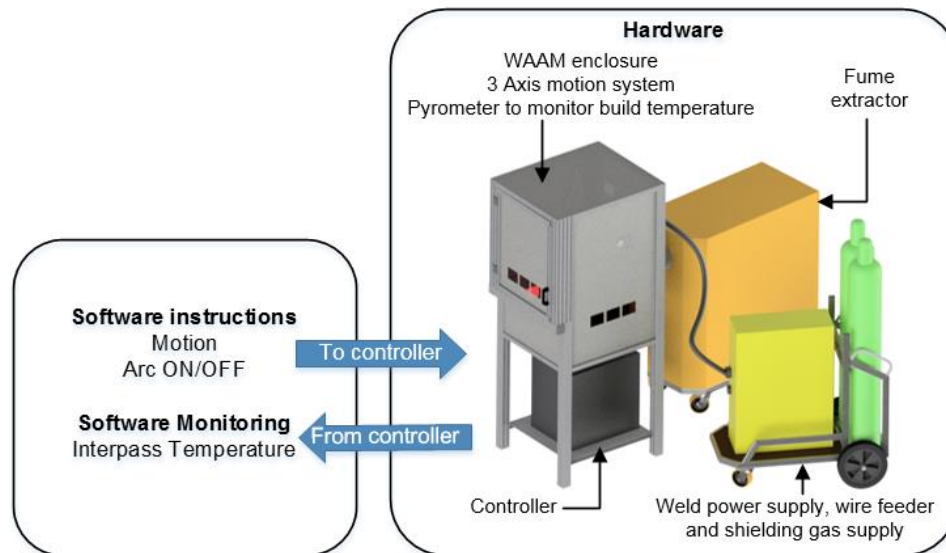 Hardware
WAAM enclosure
3 Axis motion system
Pyrometer to monitor build temperature
Fume
extractor
Software instructions
Motion
Arc ON/OFF
To controller
Software Monitoring
Interpass Temperature
From controller
Controller
Weld power supply, wire feeder
and shielding gas supply